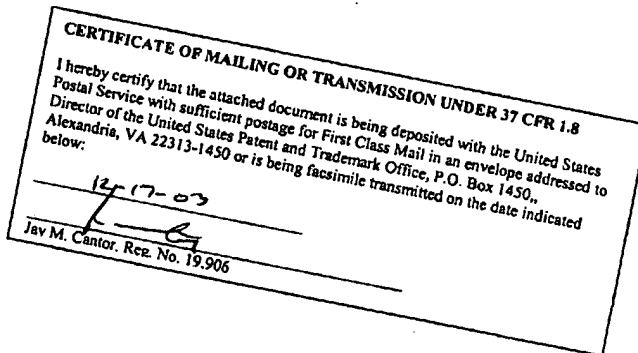 CERTIFICATE OF MAILING OR TRANSMISSION UNDER 37 CFR 1.8
I hereby certify that the attached document is being deposited with the United States
Postal Service with sufficient postage for First Class Mail in an envelope addressed to
Director of the United States Patent and Trademark Office, P.O. Box 1450,,
Alexandria, VA 22313-1450 or is being facsimile transmitted on the date indicated
below:
12-17-03
Jay M. Cantor, Reg. No. 19,906